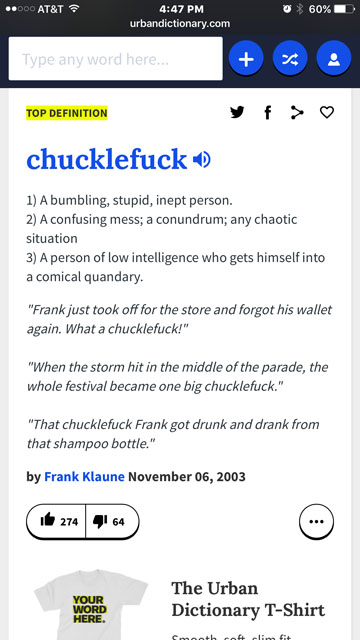 AT&T 4:47 PM 60%
urbandictionary.com
Type any word here...
TOP DEFINITION
chucklefuck
1) A bumbling, stupid, inept person.
2) A confusing mess; a conundrum; any chaotic
situation
3) A person of low intelligence who gets himself into
a comical quandary.
"Frank just took off for the store and forgot his wallet
again. What a chucklefuck!"
"When the storm hit in the middle of the parade, the
whole festival became one big chucklefuck."
"That chucklefuck Frank got drunk and drank from
that shampoo bottle."
by Frank Klaune November 06, 2003
274 64
YOUR
WORD
HERE.
The Urban
Dictionary T-Shirt
Smooth, soft, slim fit